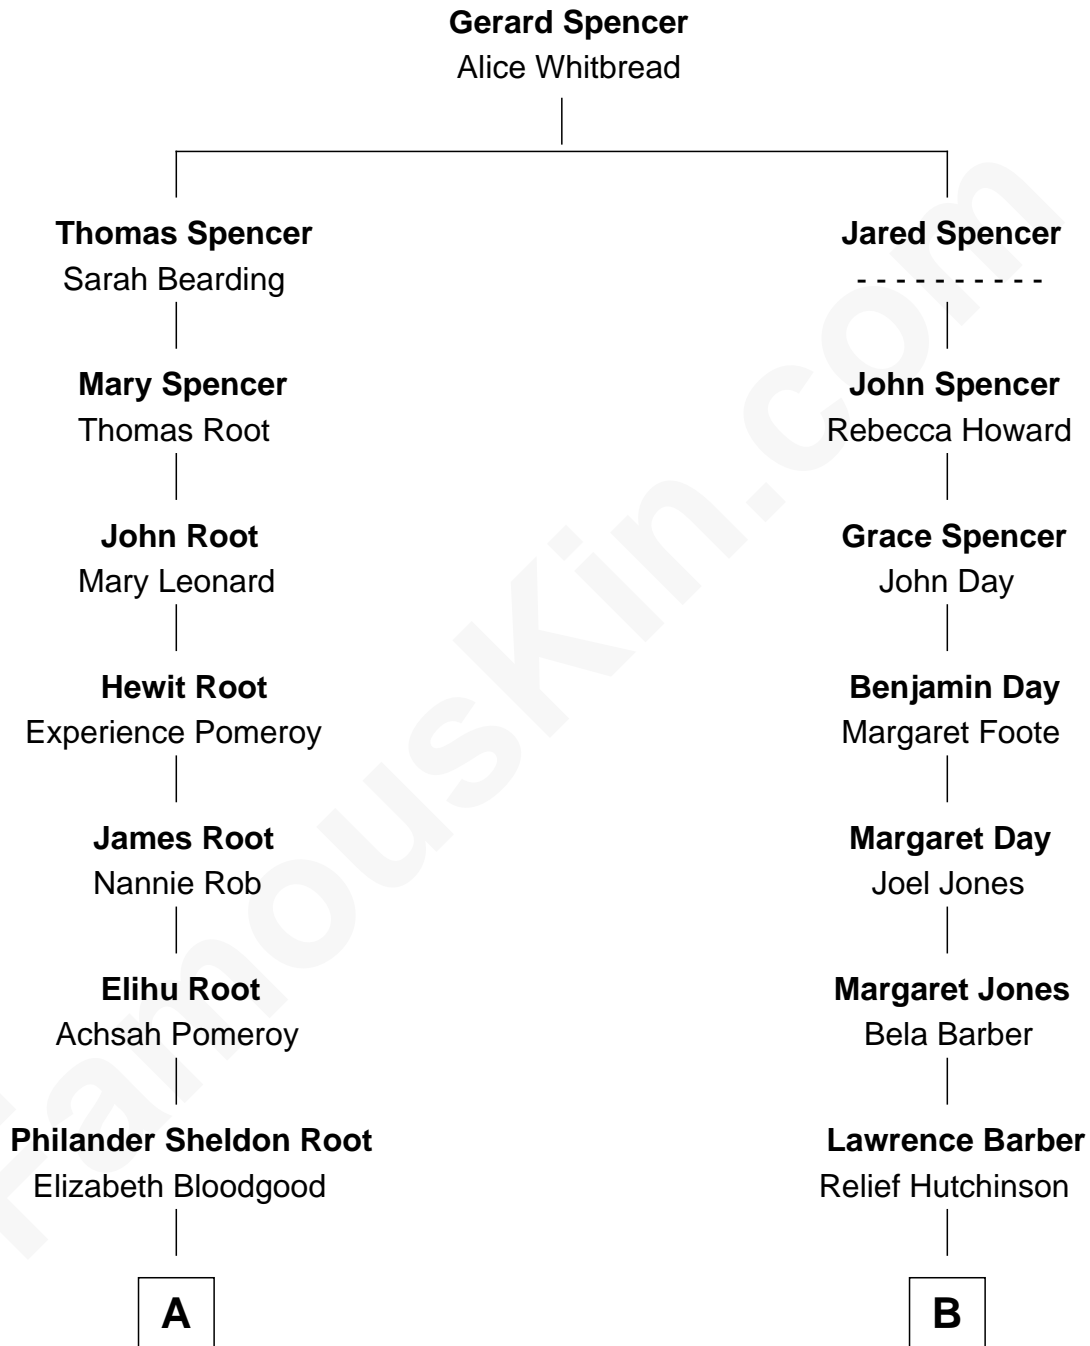 Gerard Spencer
Alice Whitbread
Thomas Spencer
Sarah Bearding
Jared Spencer
- - - - - - - - - -
Mary Spencer
Thomas Root
John Spencer
Rebecca Howard
John Root
Mary Leonard
Grace Spencer
John Day
Hewit Root
Experience Pomeroy
Benjamin Day
Margaret Foote
James Root
Nannie Rob
Margaret Day
Joel Jones
Elihu Root
Achsah Pomeroy
Margaret Jones
Bela Barber
Philander Sheldon Root
Elizabeth Bloodgood
Lawrence Barber
Relief Hutchinson
A
B
FamousKin.com